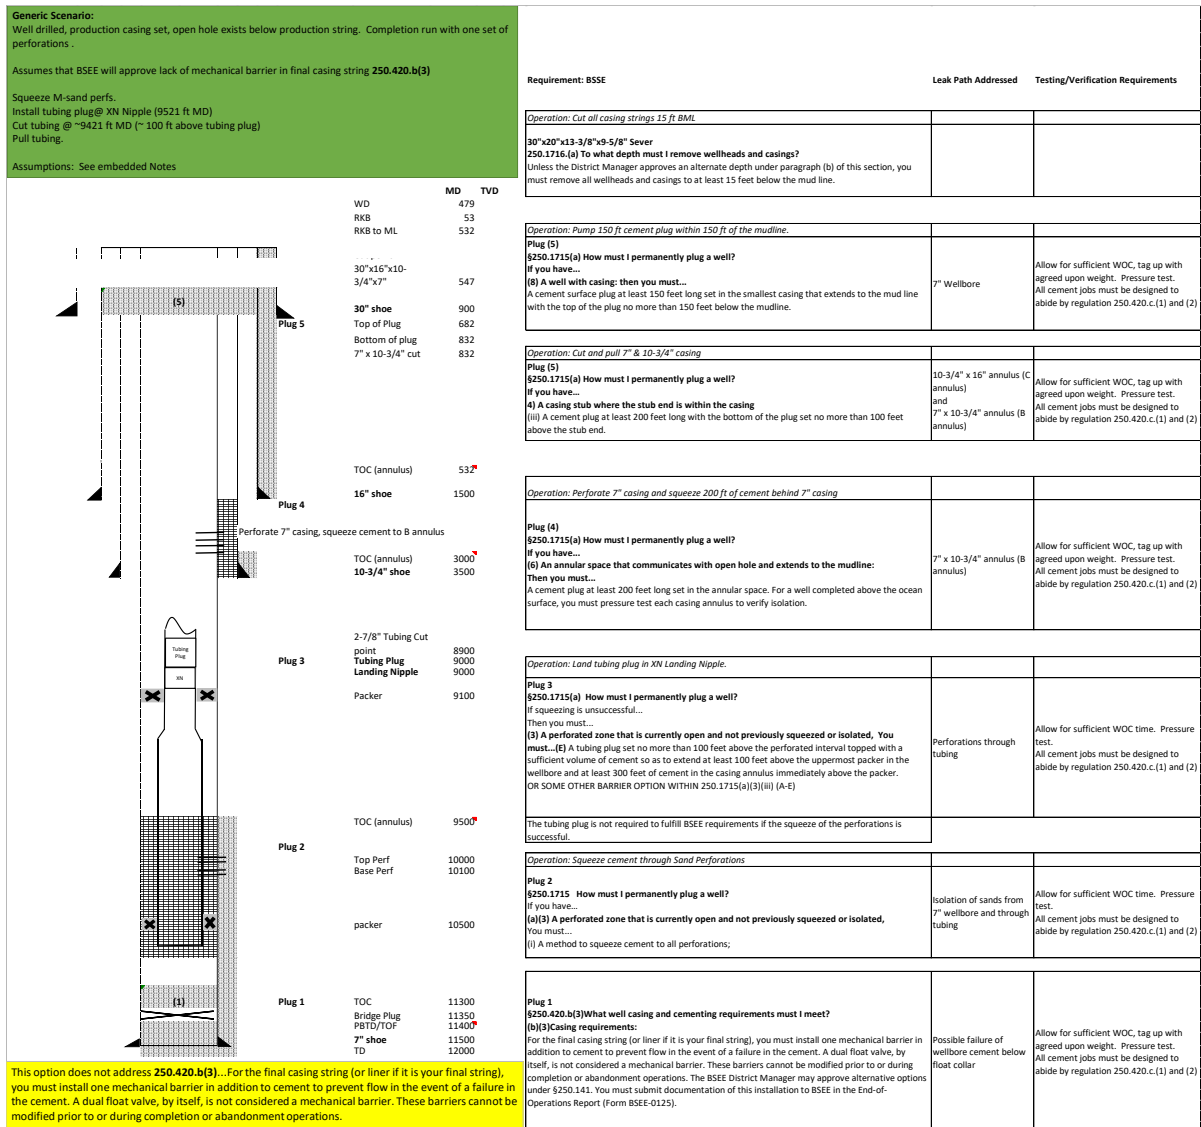 Generic Scenario:
Well drilled, production casing set, open hole exists below production string.  Completion run with one set of
perforations .
Assumes that BSEE will approve lack of mechanical barrier in final casing string 250.420.b(3)
Squeeze M-sand perfs.
Install tubing plug@ XN Nipple (9521 ft MD)
Cut tubing @ ~9421 ft MD (~ 100 ft above tubing plug)
Pull tubing.
Assumptions:  See embedded Notes
MD TVD
WD 479
RKB 53
RKB to ML 532
30"x16"x10-
3/4"x7" 547
30" shoe 900
(5)
Plug 5 Top of Plug 682
Bottom of plug 832
7" x 10-3/4" cut 832
TOC (annulus) 532
16" shoe 1500
Plug 4
Perforate 7" casing, squeeze cement to B annulus
TOC (annulus) 3000
10-3/4" shoe 3500
2-7/8" Tubing Cut
point 8900
Tubing
Plug
Plug 3 Tubing Plug 9000
Landing Nipple 9000
XN
Packer 9100
TOC (annulus) 9500
Plug 2
Top Perf 10000
Base Perf 10100
packer 10500
(1)
Plug 1 TOC 11300
Bridge Plug 11350
PBTD/TOF 11400
7" shoe 11500
TD 12000
This option does not address 250.420.b(3)...For the final casing string (or liner if it is your final string),
you must install one mechanical barrier in addition to cement to prevent flow in the event of a failure in
the cement. A dual float valve, by itself, is not considered a mechanical barrier. These barriers cannot be
modified prior to or during completion or abandonment operations.
Requirement: BSSE Leak Path Addressed Testing/Verification Requirements
Operation: Cut all casing strings 15 ft BML
30"x20"x13-3/8"x9-5/8" Sever
250.1716.(a) To what depth must I remove wellheads and casings?
Unless the District Manager approves an alternate depth under paragraph (b) of this section, you
must remove all wellheads and casings to at least 15 feet below the mud line.
Operation: Pump 150 ft cement plug within 150 ft of the mudline.
Plug (5)
§250.1715(a) How must I permanently plug a well?
If you have...
(8) A well with casing: then you must...
A cement surface plug at least 150 feet long set in the smallest casing that extends to the mud line
with the top of the plug no more than 150 feet below the mudline.
7" Wellbore
Allow for sufficient WOC, tag up with
agreed upon weight.  Pressure test.
All cement jobs must be designed to
abide by regulation 250.420.c.(1) and (2)
Operation: Cut and pull 7" & 10-3/4" casing
Plug (5)
§250.1715(a) How must I permanently plug a well?
If you have...
4) A casing stub where the stub end is within the casing
(iii) A cement plug at least 200 feet long with the bottom of the plug set no more than 100 feet
above the stub end.
10-3/4" x 16" annulus (C
annulus)
and
7" x 10-3/4" annulus (B
annulus)
Allow for sufficient WOC, tag up with
agreed upon weight.  Pressure test.
All cement jobs must be designed to
abide by regulation 250.420.c.(1) and (2)
Operation: Perforate 7" casing and squeeze 200 ft of cement behind 7" casing
Plug (4)
§250.1715(a) How must I permanently plug a well?
If you have...
(6) An annular space that communicates with open hole and extends to the mudline:
Then you must...
A cement plug at least 200 feet long set in the annular space. For a well completed above the ocean
surface, you must pressure test each casing annulus to verify isolation.
7" x 10-3/4" annulus (B
annulus)
Allow for sufficient WOC, tag up with
agreed upon weight.  Pressure test.
All cement jobs must be designed to
abide by regulation 250.420.c.(1) and (2)
Operation: Land tubing plug in XN Landing Nipple.
Plug 3
§250.1715(a)  How must I permanently plug a well?
If squeezing is unsuccessful...
Then you must...
(3) A perforated zone that is currently open and not previously squeezed or isolated,  You
must...(E) A tubing plug set no more than 100 feet above the perforated interval topped with a
sufficient volume of cement so as to extend at least 100 feet above the uppermost packer in the
wellbore and at least 300 feet of cement in the casing annulus immediately above the packer.
OR SOME OTHER BARRIER OPTION WITHIN 250.1715(a)(3)(iii) (A-E)
Perforations through
tubing
Allow for sufficient WOC time.  Pressure
test.
All cement jobs must be designed to
abide by regulation 250.420.c.(1) and (2)
The tubing plug is not required to fulfill BSEE requirements if the squeeze of the perforations is
successful.
Operation: Squeeze cement through Sand Perforations
Plug 2
§250.1715   How must I permanently plug a well?
If you have...
(a)(3) A perforated zone that is currently open and not previously squeezed or isolated,
You must...
(i) A method to squeeze cement to all perforations;
Isolation of sands from
7" wellbore and through
tubing
Allow for sufficient WOC time.  Pressure
test.
All cement jobs must be designed to
abide by regulation 250.420.c.(1) and (2)
Plug 1
§250.420.b(3)What well casing and cementing requirements must I meet?
(b)(3)Casing requirements:
For the final casing string (or liner if it is your final string), you must install one mechanical barrier in
addition to cement to prevent flow in the event of a failure in the cement. A dual float valve, by
itself, is not considered a mechanical barrier. These barriers cannot be modified prior to or during
completion or abandonment operations. The BSEE District Manager may approve alternative options
under §250.141. You must submit documentation of this installation to BSEE in the End-of-
Operations Report (Form BSEE-0125).
Possible failure of
wellbore cement below
float collar
Allow for sufficient WOC, tag up with
agreed upon weight.  Pressure test.
All cement jobs must be designed to
abide by regulation 250.420.c.(1) and (2)